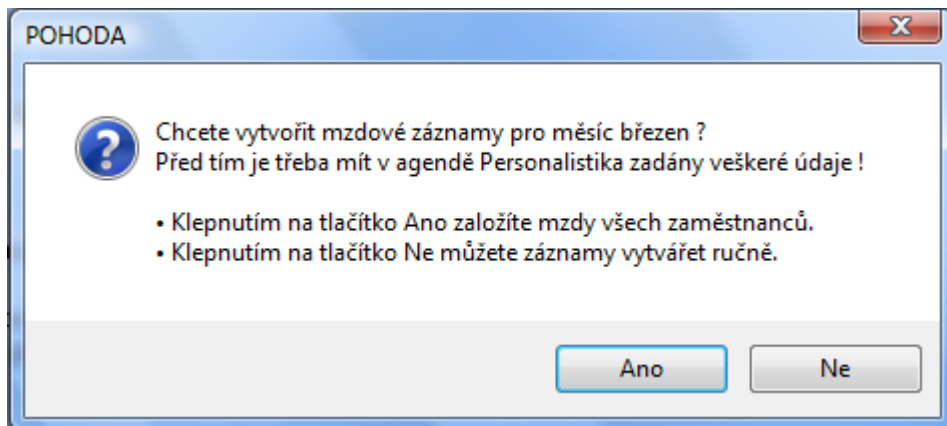 POHODA
Chcete vytvořit mzdové záznamy pro měsíc březen ?
Před tím je třeba mít v agendě Personalistika zadány veškeré údaje !
• Klepnutím na tlačítko Ano založíte mzdy všech zaměstnanců.
• Klepnutím na tlačítko Ne můžete záznamy vytvářet ručně.
Ano
Ne